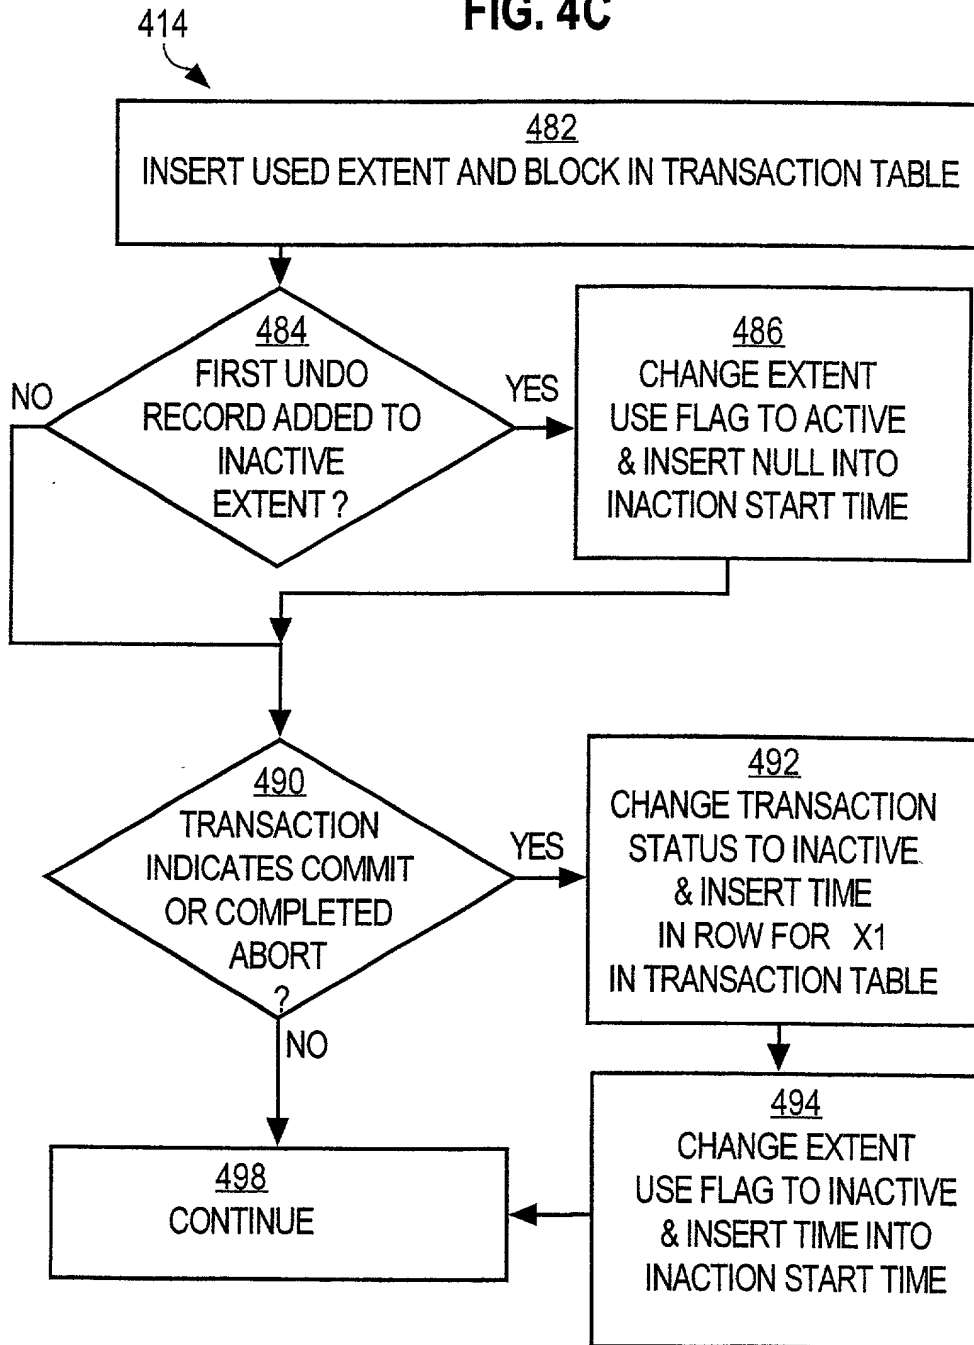 FIG. 4C
414
482
INSERT USED EXTENT AND BLOCK IN TRANSACTION TABLE
484
FIRST UNDO
RECORD ADDED TO
INACTIVE
EXTENT ?
NO
YES
486
CHANGE EXTENT
USE FLAG TO ACTIVE
& INSERT NULL INTO
INACTION START TIME
490
TRANSACTION
INDICATES COMMIT
OR COMPLETED
ABORT
?
YES
NO
492
CHANGE TRANSACTION
STATUS TO INACTIVE
& INSERT TIME
IN ROW FOR X1
IN TRANSACTION TABLE
494
CHANGE EXTENT
USE FLAG TO INACTIVE
& INSERT TIME INTO
INACTION START TIME
498
CONTINUE